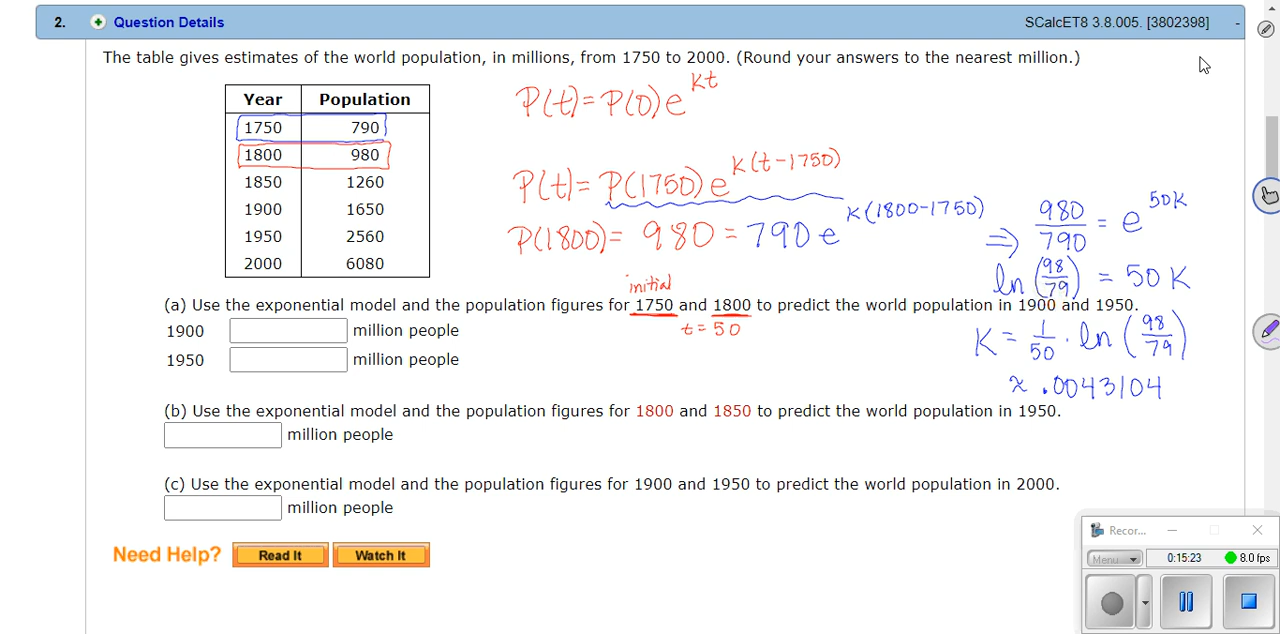 2. + Question Details SCalcET8 3.8.005. [3802398] -
The table gives estimates of the world population, in millions, from 1750 to 2000. (Round your answers to the nearest million.)
Year Population
1750 790
1800 980
1850 1260
1900 1650
1950 2560
2000 6080
P(t) = P(0) e^{kt}
P(t) = P(1750) e^{k(t-1750)}
P(1800) = 980 = 790 e^{k(1800-1750)}
⇒ 980/790 = e^{50k}
ln (98/79) = 50 K
K = 1/50 · ln (98/79)
≈ .0043104
initial
(a) Use the exponential model and the population figures for 1750 and 1800 to predict the world population in 1900 and 1950.
t = 50
1900 million people
1950 million people
(b) Use the exponential model and the population figures for 1800 and 1850 to predict the world population in 1950.
million people
(c) Use the exponential model and the population figures for 1900 and 1950 to predict the world population in 2000.
million people
Need Help? Read It Watch It
Recor...
Menu 0:15:23 8.0 fps